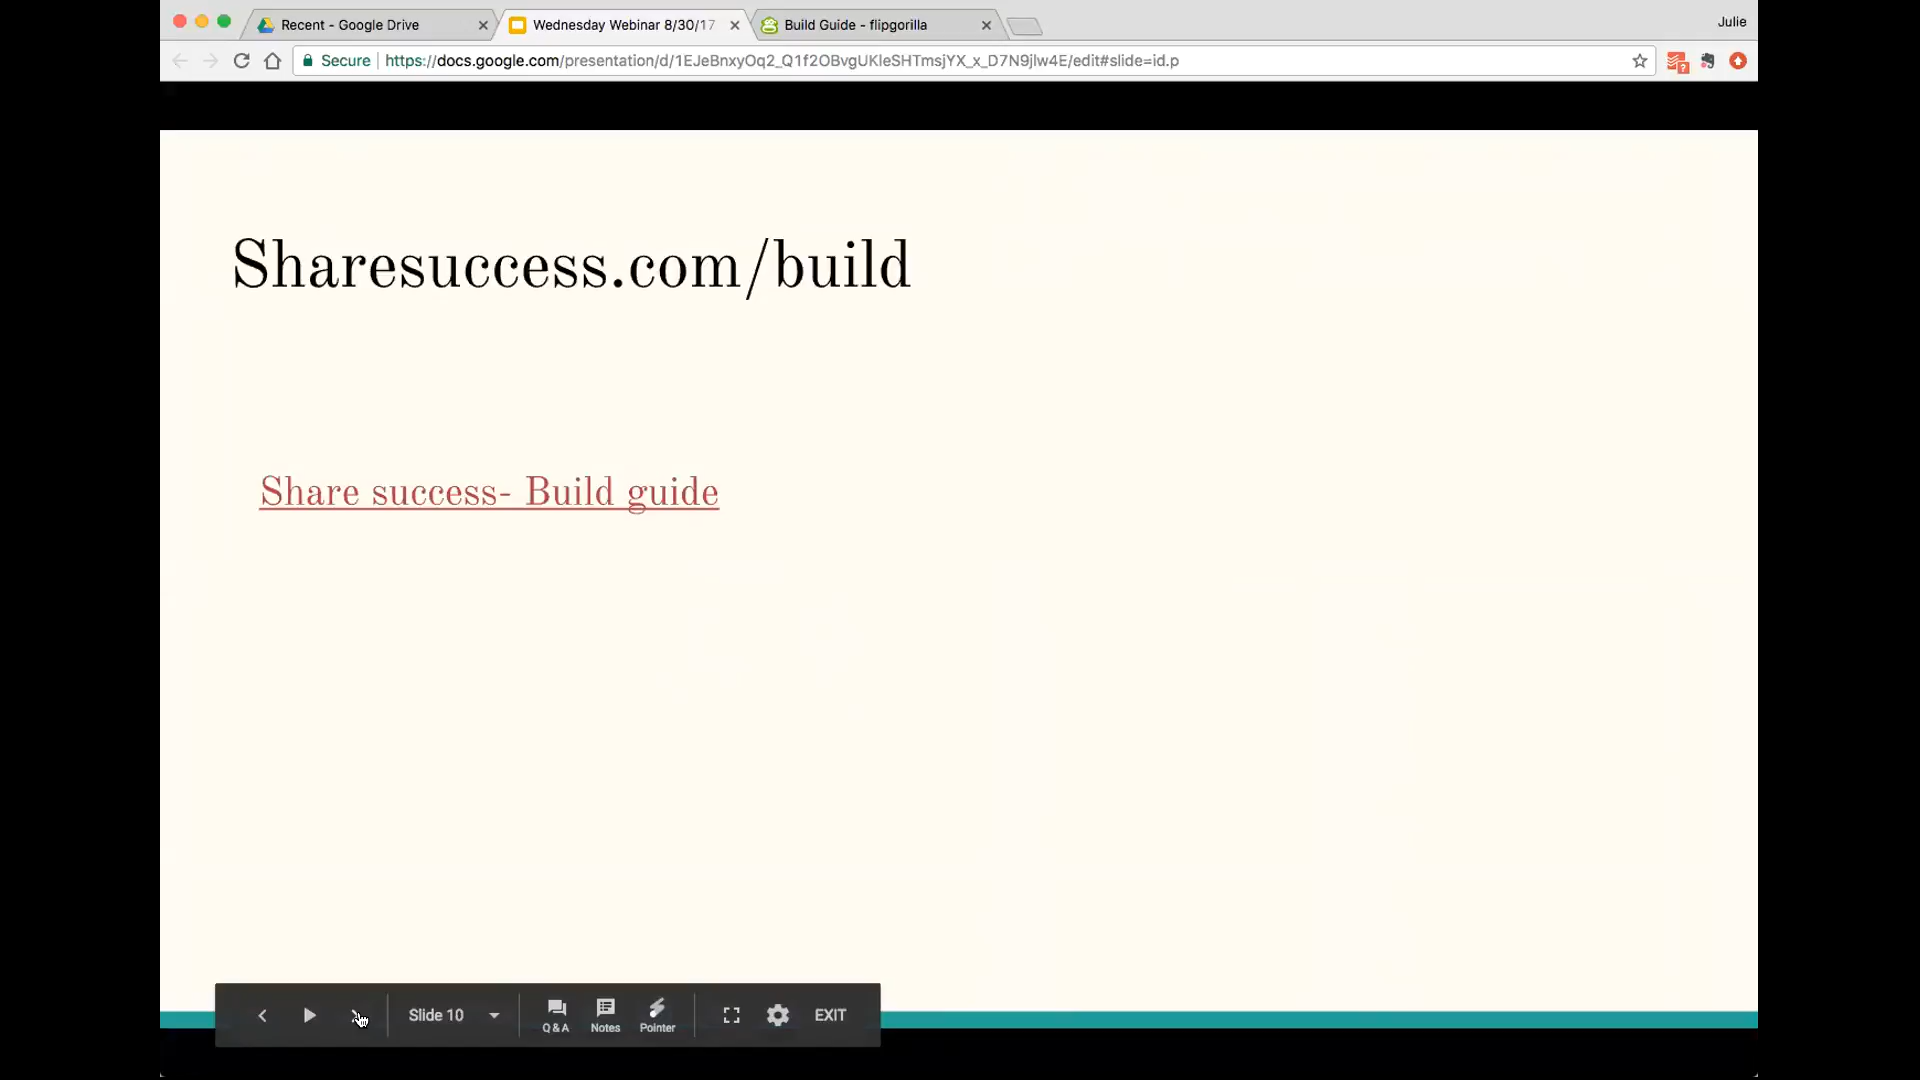 Recent - Google Drive
Wednesday Webinar 8/30/17
Build Guide - flipgorilla
Julie
Secure
https://docs.google.com/presentation/d/1EJeBnxyOq2_Q1f2OBvgUKleSHTmsjYX_x_D7N9jlw4E/edit#slide=id.p
Sharesuccess.com/build
Share success- Build guide
Slide 10
Q & A
Notes
Pointer
EXIT